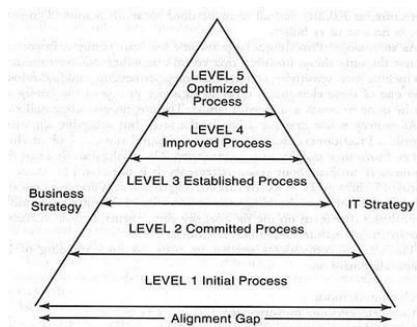 LEVEL 5
Optimized
Process
LEVEL 4
Improved
Process
LEVEL 3 Established Process
Business
Strategy
IT Strategy
LEVEL 2 Committed Process
LEVEL 1 Initial Process
Alignment Gap